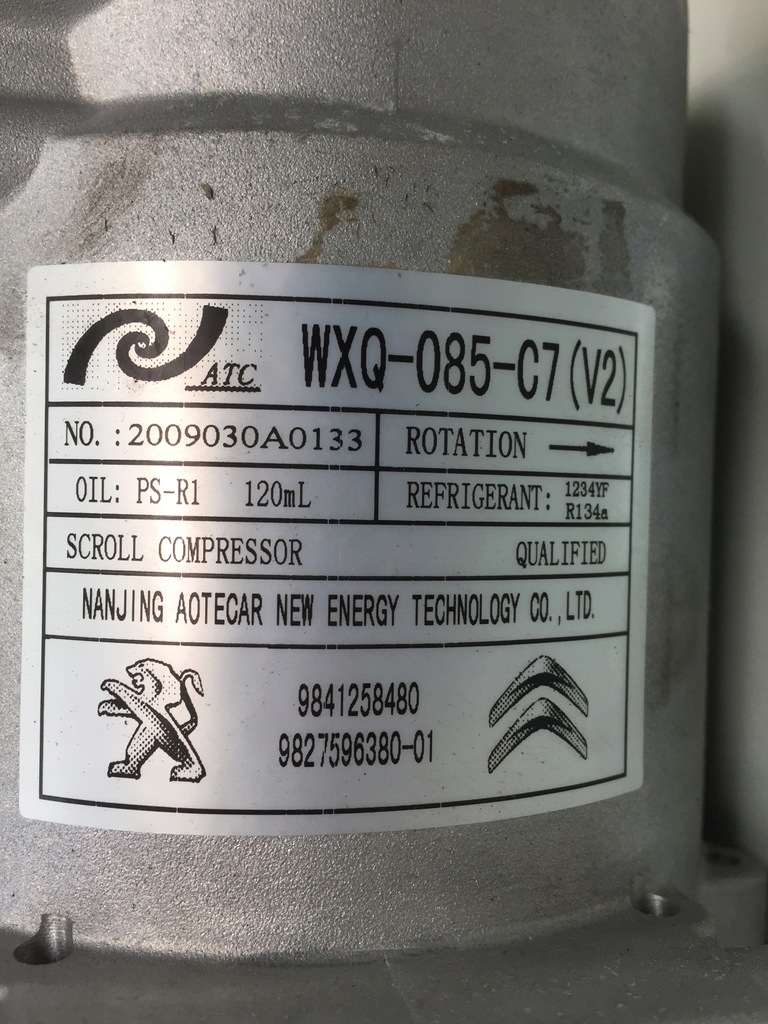 ATC WXQ-085-C7(V2)
NO.:2009030A0133 ROTATION
OIL: PS-R1 120mL REFRIGERANT: 1234YF
R134a
SCROLL COMPRESSOR QUALIFIED
NANJING AOTECAR NEW ENERGY TECHNOLOGY CO.,LTD.
9841258480
9827596380-01